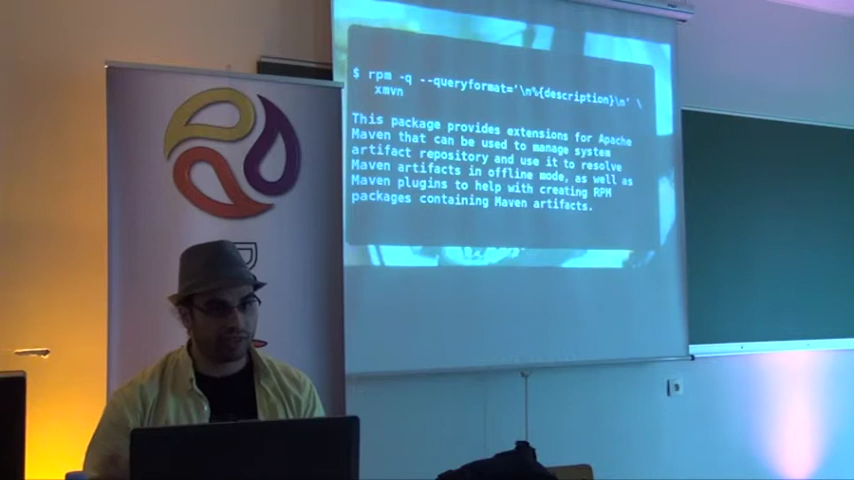 $ rpm -q --queryformat='\n%{description}\n' \
xmvn
This package provides extensions for Apache
Maven that can be used to manage system
artifact repository and use it to resolve
Maven artifacts in offline mode, as well as
Maven plugins to help with creating RPM
packages containing Maven artifacts.